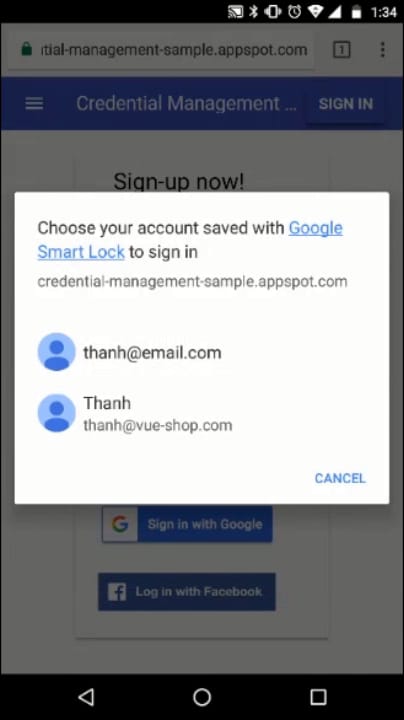 1:34
tial-management-sample.appspot.com
1
Credential Management ...
SIGN IN
Sign-up now!
Choose your account saved with Google
Smart Lock to sign in
credential-management-sample.appspot.com
thanh@email.com
Thanh
thanh@vue-shop.com
CANCEL
G
Sign in with Google
f
Log in with Facebook